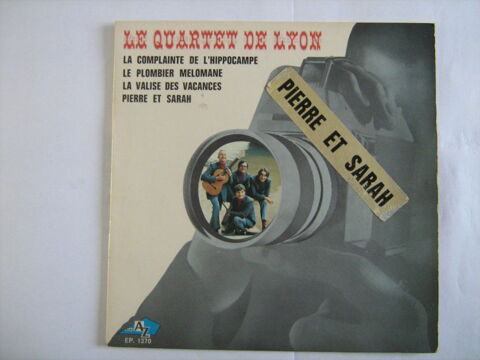 LE QUARTET DE LYON
LA COMPLAINTE DE L'HIPPOCAMPE
LE PLOMBIER MELOMANE
LA VALISE DES VACANCES
PIERRE ET SARAH
PIERRE ET SARAH
AZ
EP. 1270